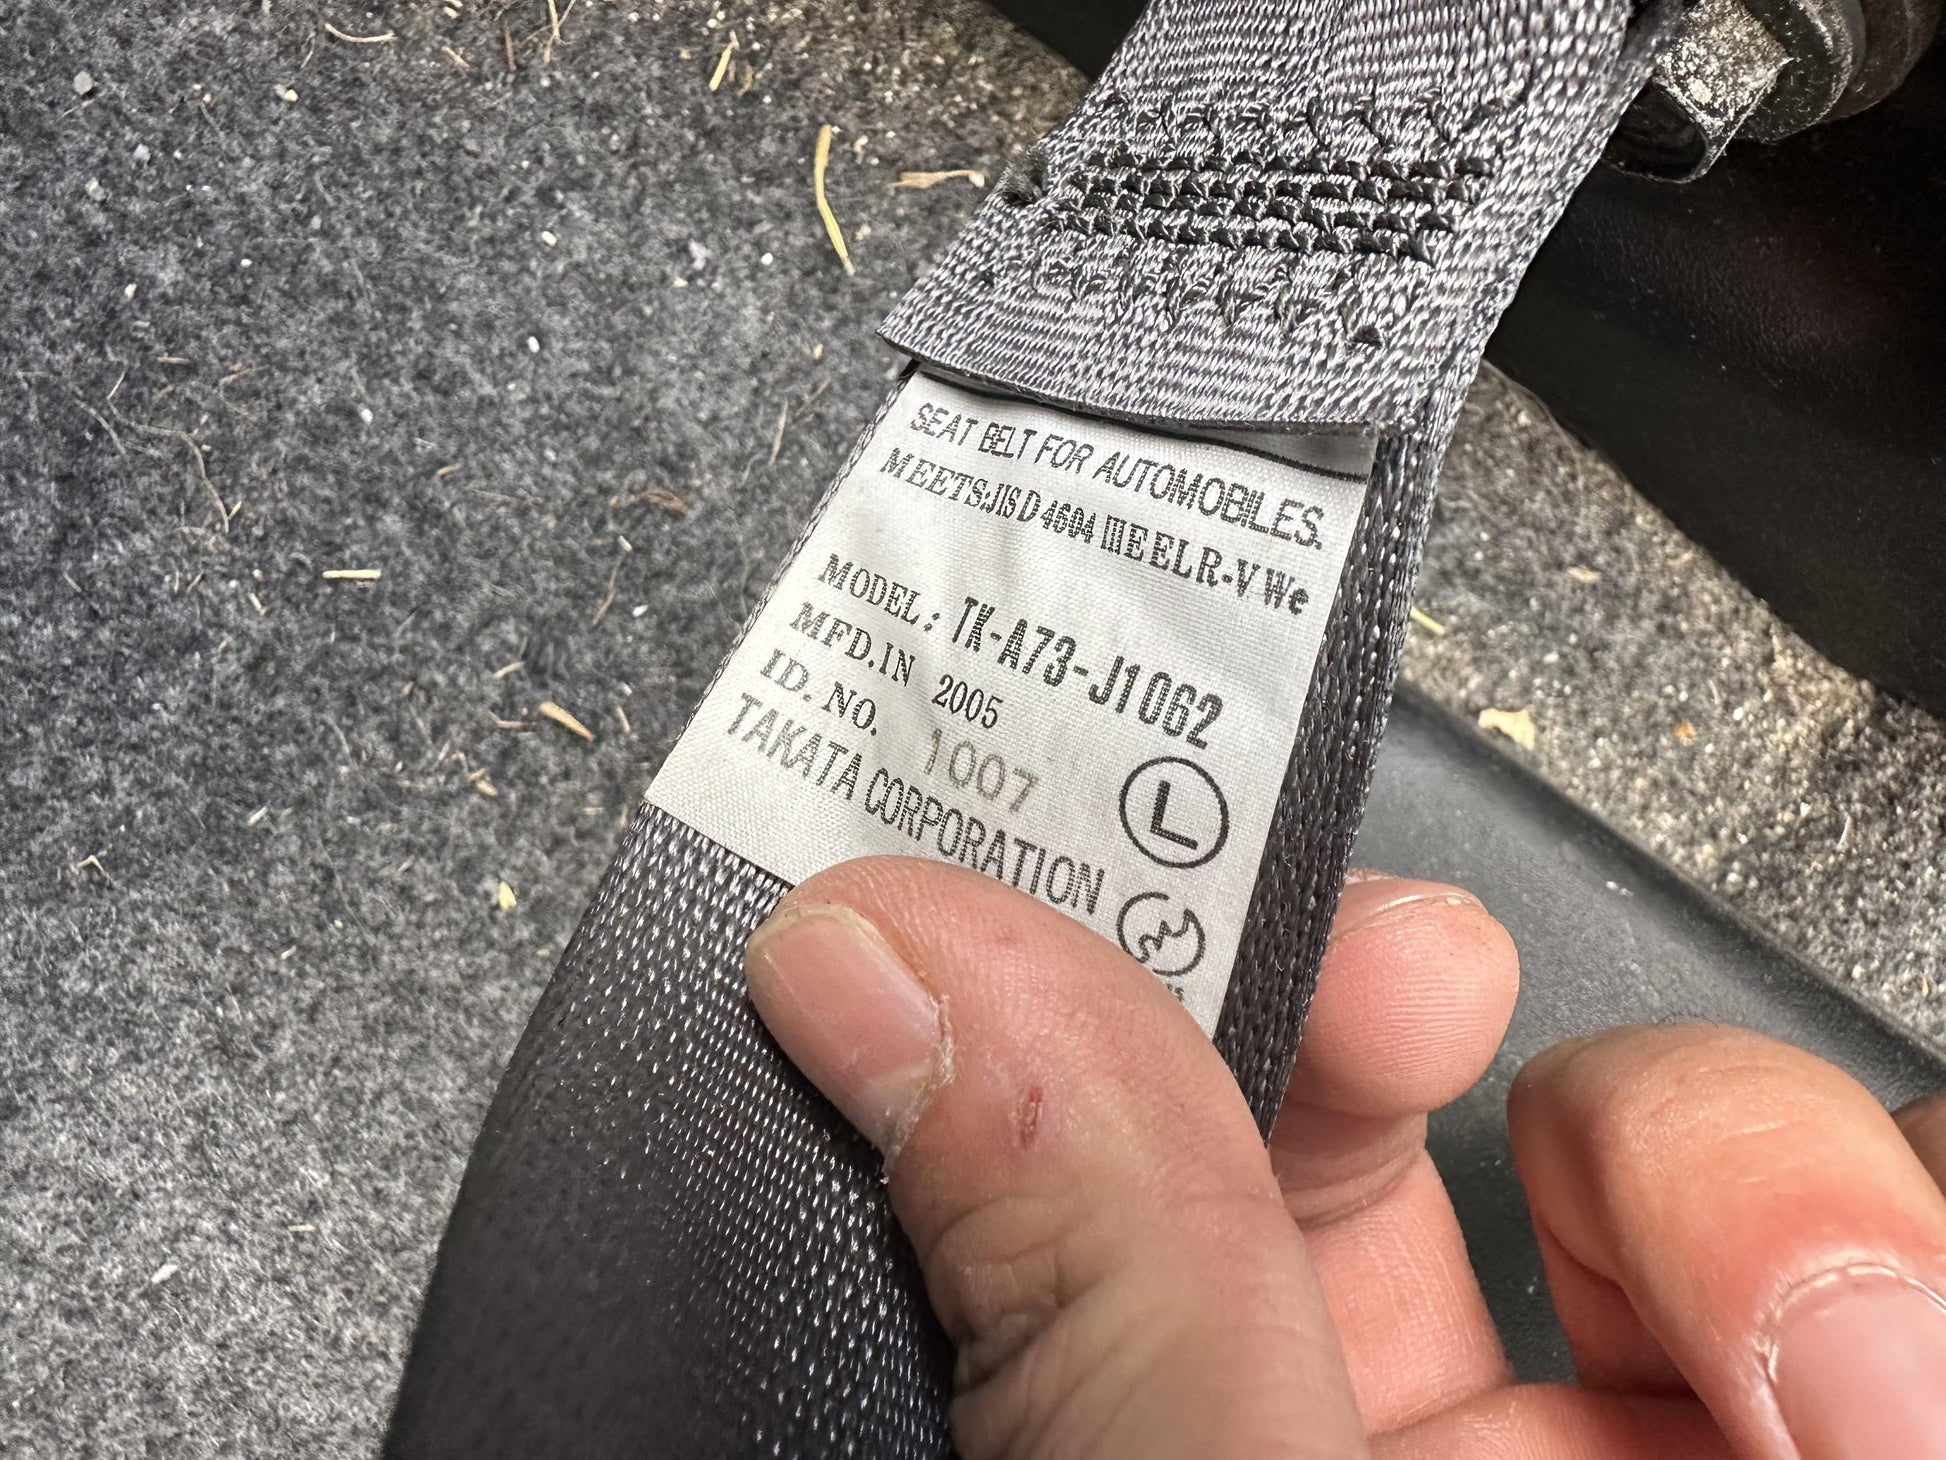 SEAT BELT FOR AUTOMOBILES.
MEETS:JIS D 4604 ⅢE ELR-V We
MODEL: TK-A73-J1062
MFD.IN 2005
ID. NO. 1007
TAKATA CORPORATION
L